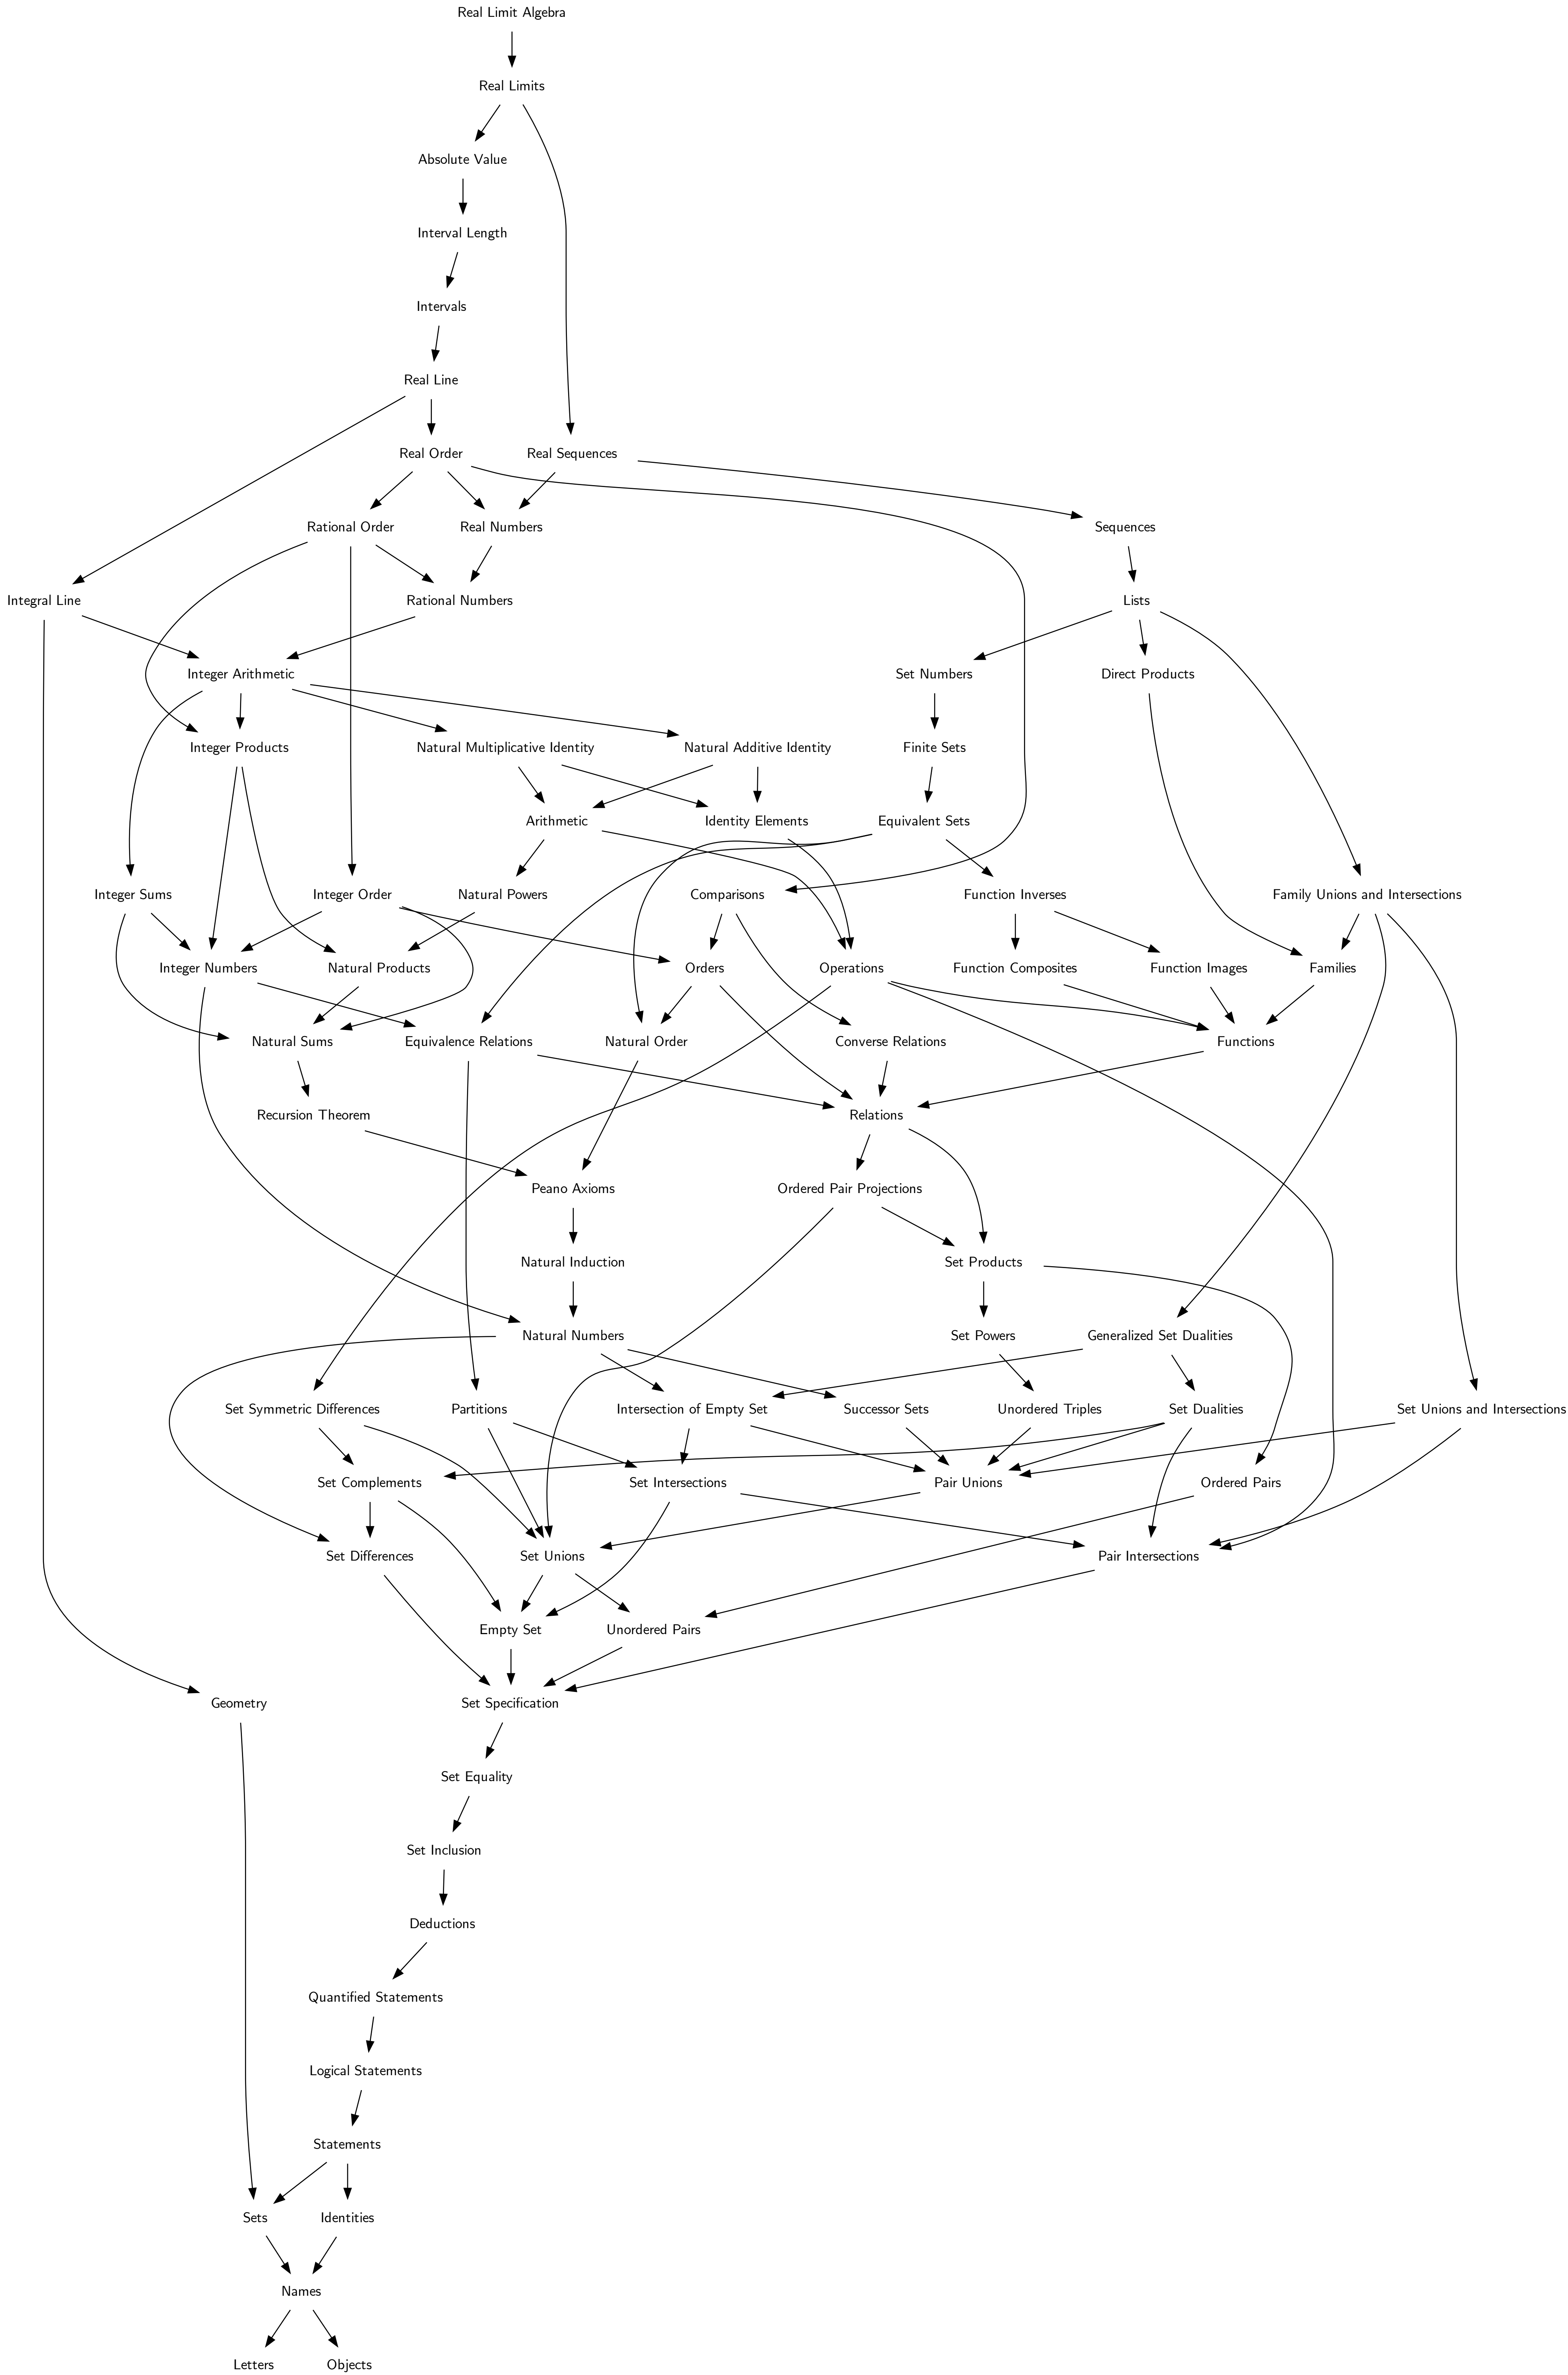 Real Limit Algebra
Real Limits
Absolute Value
Interval Length
Intervals
Real Line
Real Order
Real Sequences
Rational Order
Real Numbers
Sequences
Integral Line
Rational Numbers
Lists
Integer Arithmetic
Set Numbers
Direct Products
Integer Products
Natural Multiplicative Identity
Natural Additive Identity
Finite Sets
Arithmetic
Identity Elements
Equivalent Sets
Integer Sums
Integer Order
Natural Powers
Comparisons
Function Inverses
Family Unions and Intersections
Integer Numbers
Natural Products
Orders
Operations
Function Composites
Function Images
Families
Natural Sums
Equivalence Relations
Natural Order
Converse Relations
Functions
Recursion Theorem
Relations
Peano Axioms
Ordered Pair Projections
Natural Induction
Set Products
Natural Numbers
Set Powers
Generalized Set Dualities
Set Symmetric Differences
Partitions
Intersection of Empty Set
Successor Sets
Unordered Triples
Set Dualities
Set Unions and Intersections
Set Complements
Set Intersections
Pair Unions
Ordered Pairs
Set Differences
Set Unions
Pair Intersections
Empty Set
Unordered Pairs
Geometry
Set Specification
Set Equality
Set Inclusion
Deductions
Quantified Statements
Logical Statements
Statements
Sets
Identities
Names
Letters
Objects